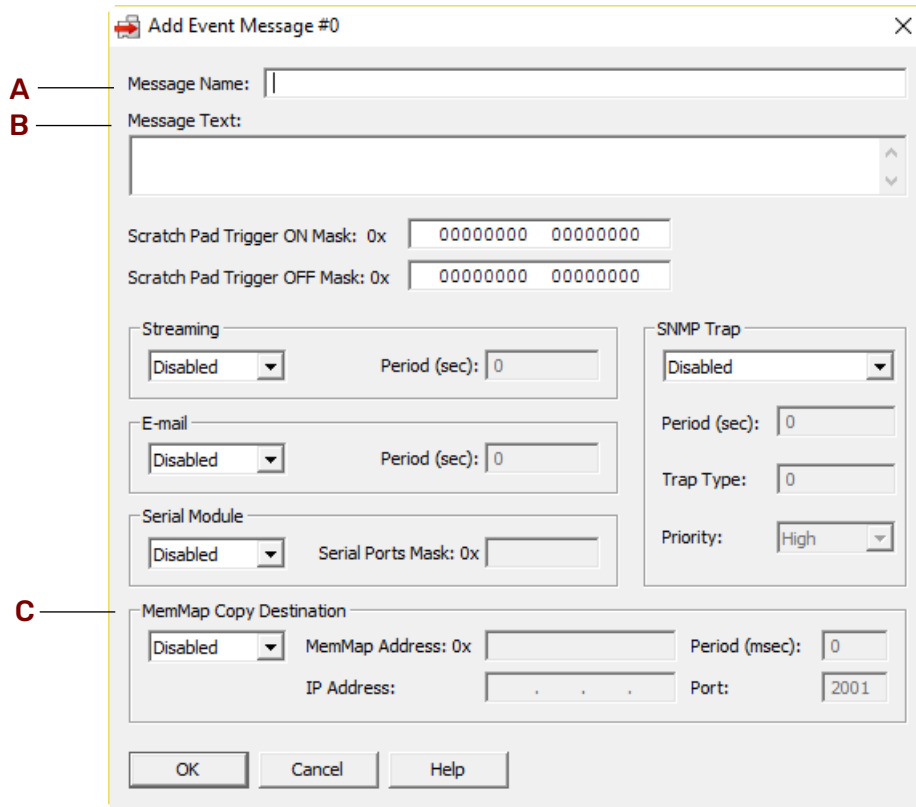 Add Event Message #0
A
Message Name:
B
Message Text:
Scratch Pad Trigger ON Mask: 0x 00000000 00000000
Scratch Pad Trigger OFF Mask: 0x 00000000 00000000
Streaming
Disabled Period (sec): 0
E-mail
Disabled Period (sec): 0
Serial Module
Disabled Serial Ports Mask: 0x
SNMP Trap
Disabled
Period (sec): 0
Trap Type: 0
Priority: High
C
MemMap Copy Destination
Disabled MemMap Address: 0x Period (msec): 0
IP Address: . . . Port: 2001
OK Cancel Help